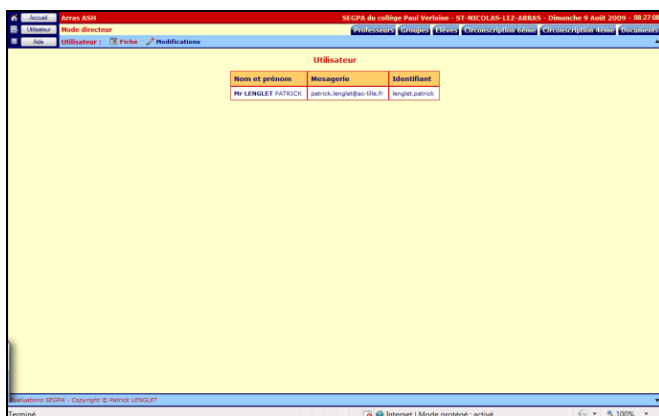 Accueil Arras ASH SEGPA du collège Paul Verlaine - ST-NICOLAS-LEZ-ARRAS - Dimanche 9 Août 2009 - 08:27:08
Utilisateur Mode directeur Professeurs Groupes Elèves Circonscription 6ème Circonscription 4ème Documents
Aide Utilisateur : Fiche Modifications
Utilisateur
Nom et prénom Mesagerie Identifiant
Mr LENGLET PATRICK patrick.lenglet@ac-lille.fr lenglet.patrick
Evaluations SEGPA - Copyright © Patrick LENGLET
Terminé Internet | Mode protégé : activé 100%